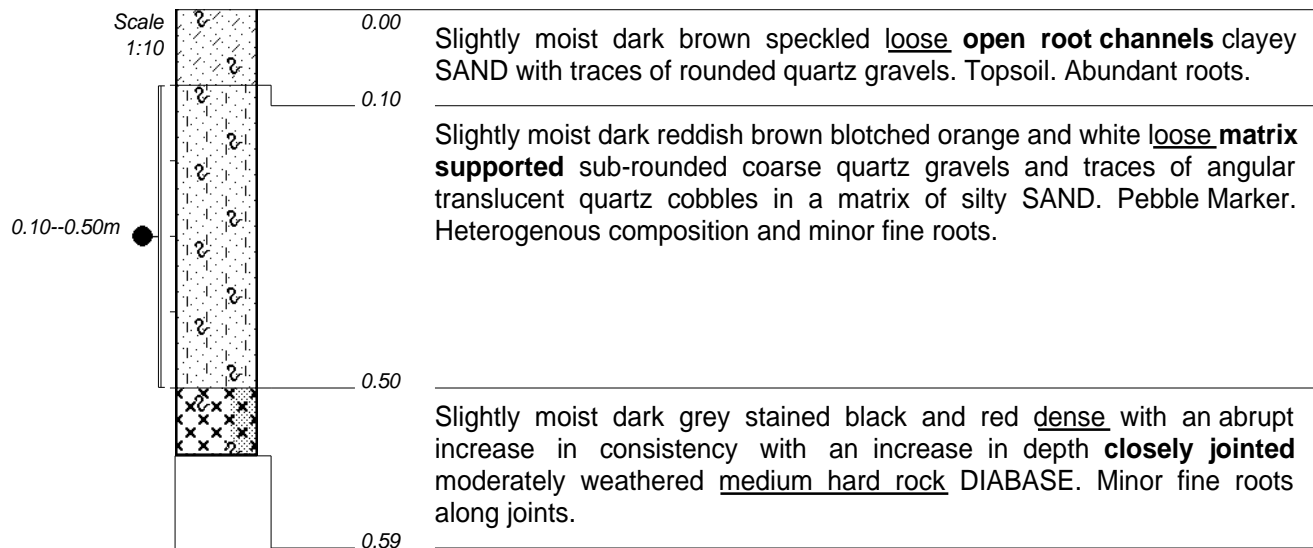 Scale
1:10
0.00
Slightly moist dark brown speckled loose open root channels clayey
SAND with traces of rounded quartz gravels. Topsoil. Abundant roots.
0.10
Slightly moist dark reddish brown blotched orange and white loose matrix
supported sub-rounded coarse quartz gravels and traces of angular
translucent quartz cobbles in a matrix of silty SAND. Pebble Marker.
Heterogenous composition and minor fine roots.
0.10--0.50m
0.50
Slightly moist dark grey stained black and red dense with an abrupt
increase in consistency with an increase in depth closely jointed
moderately weathered medium hard rock DIABASE. Minor fine roots
along joints.
0.59